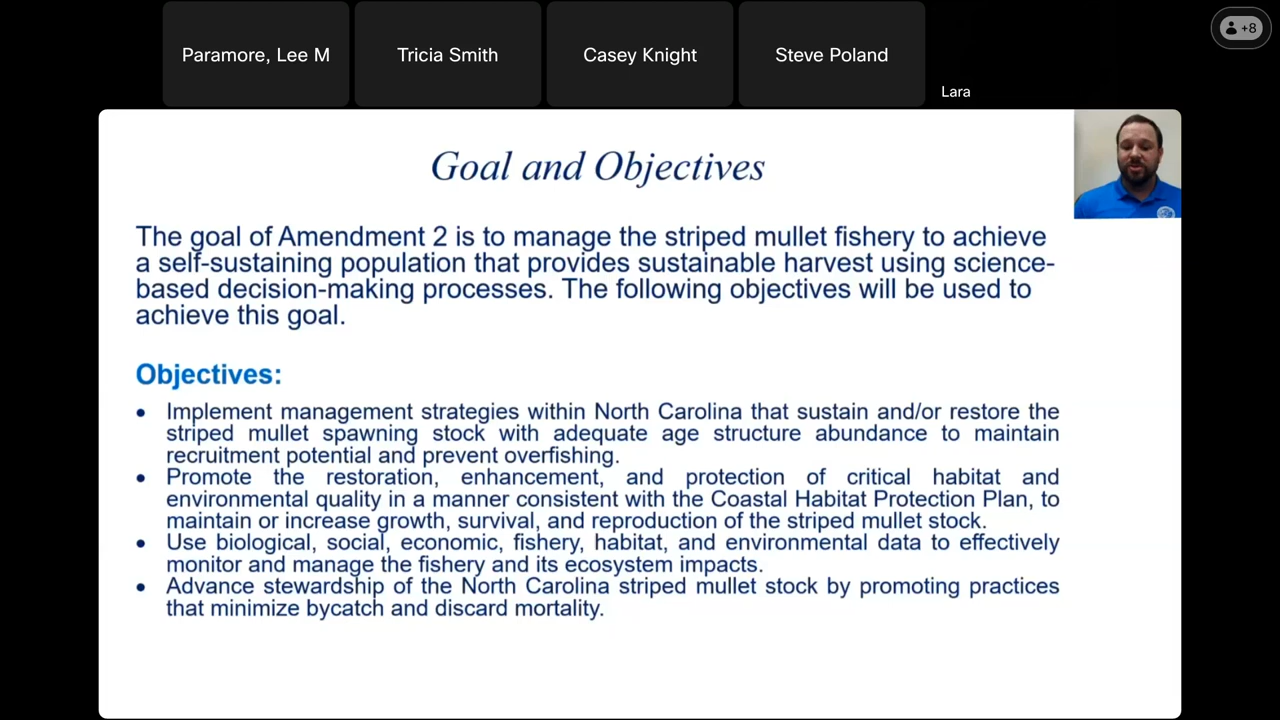 Paramore, Lee M
Tricia Smith
Casey Knight
Steve Poland
+8
Lara
Goal and Objectives
The goal of Amendment 2 is to manage the striped mullet fishery to achieve
a self-sustaining population that provides sustainable harvest using science-
based decision-making processes. The following objectives will be used to
achieve this goal.
Objectives:
• Implement management strategies within North Carolina that sustain and/or restore the
striped mullet spawning stock with adequate age structure abundance to maintain
recruitment potential and prevent overfishing.
• Promote the restoration, enhancement, and protection of critical habitat and
environmental quality in a manner consistent with the Coastal Habitat Protection Plan, to
maintain or increase growth, survival, and reproduction of the striped mullet stock.
• Use biological, social, economic, fishery, habitat, and environmental data to effectively
monitor and manage the fishery and its ecosystem impacts.
• Advance stewardship of the North Carolina striped mullet stock by promoting practices
that minimize bycatch and discard mortality.